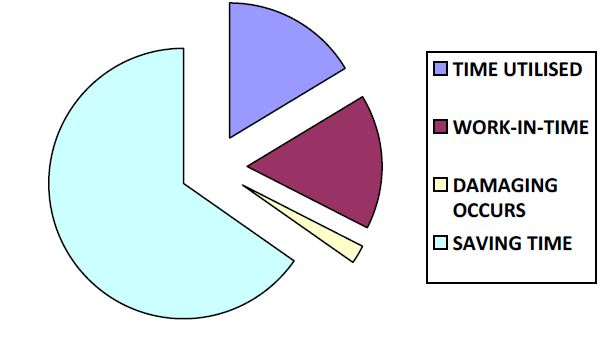 TIME UTILISED
WORK-IN-TIME
DAMAGING
OCCURS
SAVING TIME